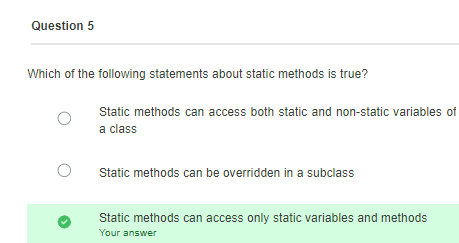 Question 5
Which of the following statements about static methods is true?
Static methods can access both static and non-static variables of
a class
Static methods can be overridden in a subclass
Static methods can access only static variables and methods
Your answer